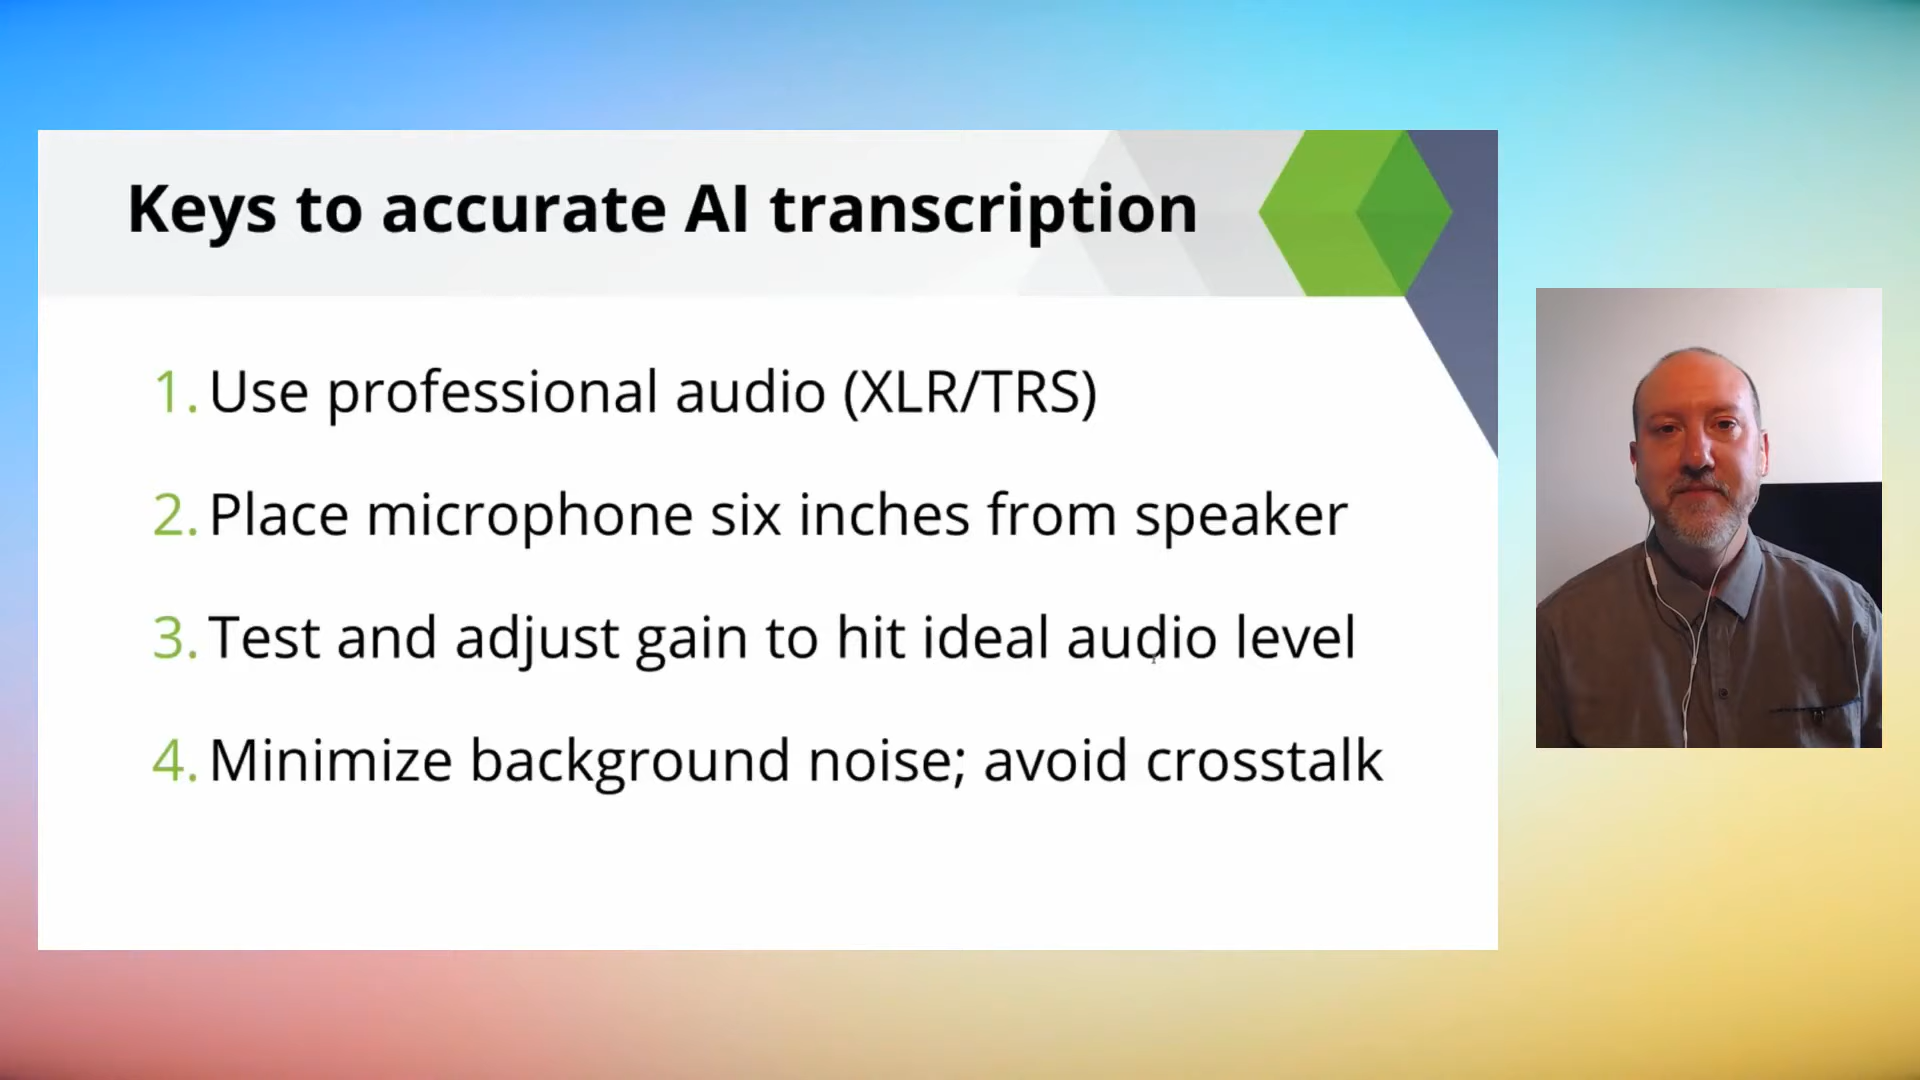 Keys to accurate AI transcription
1. Use professional audio (XLR/TRS)
2. Place microphone six inches from speaker
3. Test and adjust gain to hit ideal audio level
4. Minimize background noise; avoid crosstalk